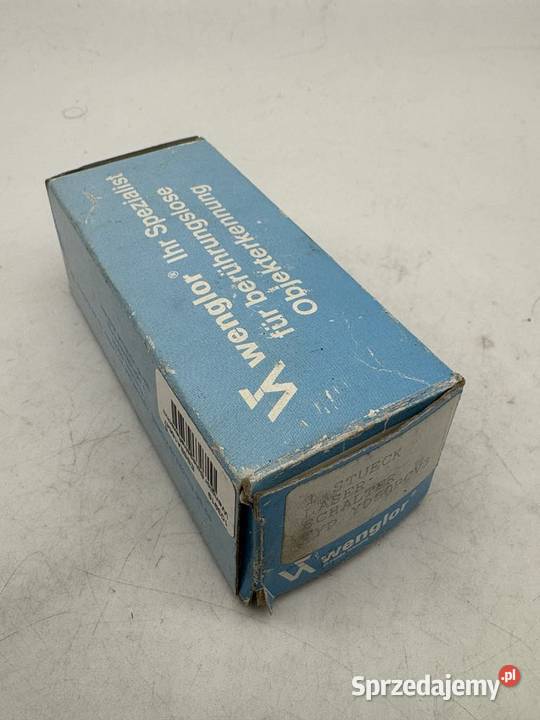 wenglor® Ihr Spezialist
für berührungslose
Objekterkennung
1 STUECK
LASER-
SCHALTER
TYP
wenglor®
Sprzedajemy.pl